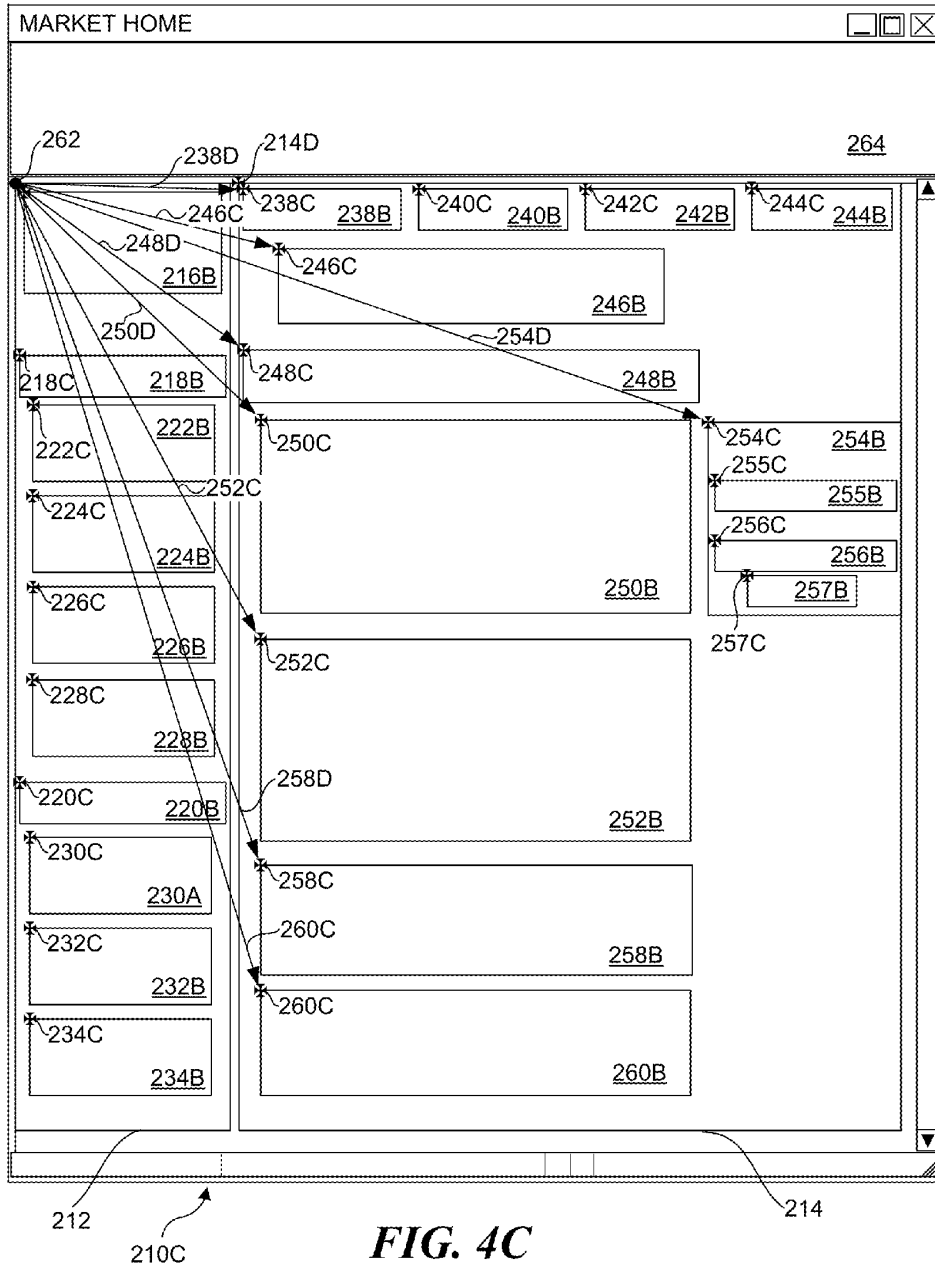 MARKET HOME
264
262
238D
214D
246C
238C
238B
240C
240B
242C
242B
244C
244B
248D
216B
246C
246B
250D
254D
218C
218B
248C
248B
222C
222B
250C
254C
254B
252C
255C
255B
224C
224B
256C
256B
250B
257B
226C
226B
252C
257C
228C
228B
258D
220C
220B
252B
230C
230A
258C
232C
232B
260C
258B
260C
234C
234B
260B
212
214
210C
FIG. 4C